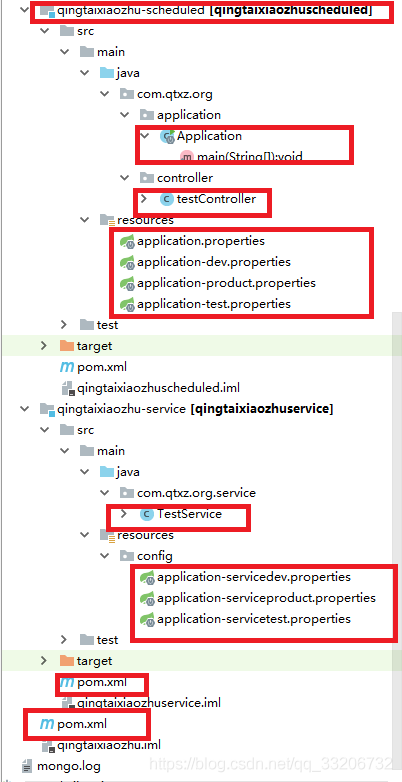 qingtaixiaozhu-scheduled [qingtaixiaozhuscheduled]
src
main
java
com.qtxz.org
application
Application
main(String[]):void
controller
testController
resources
application.properties
application-dev.properties
application-product.properties
application-test.properties
test
target
pom.xml
qingtaixiaozhuscheduled.iml
qingtaixiaozhu-service [qingtaixiaozhuservice]
src
main
java
com.qtxz.org.service
TestService
resources
config
application-servicedev.properties
application-serviceproduct.properties
application-servicetest.properties
test
target
pom.xml
qingtaixiaozhuservice.iml
pom.xml
qingtaixiaozhu.iml
https://blog.csdn.net/qq_33206732
mongo.log